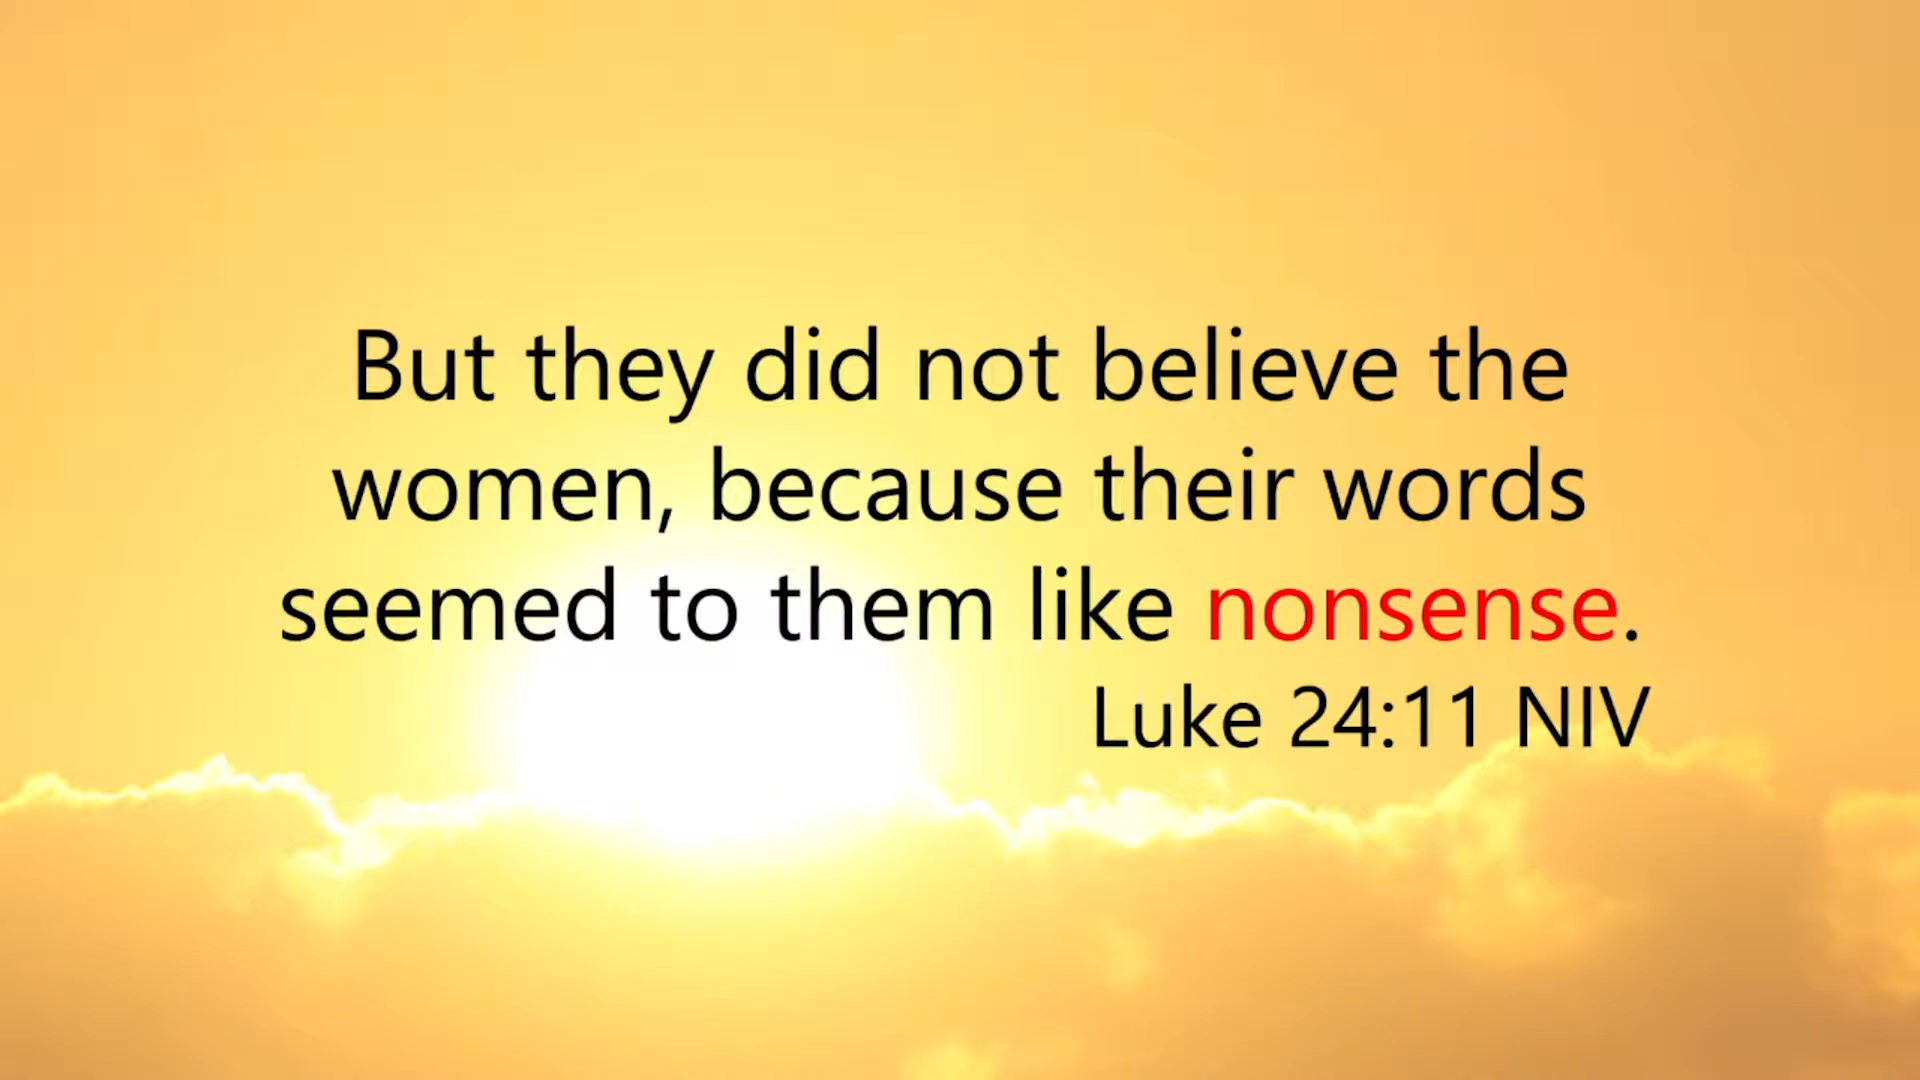 But they did not believe the
women, because their words
seemed to them like nonsense.
Luke 24:11 NIV